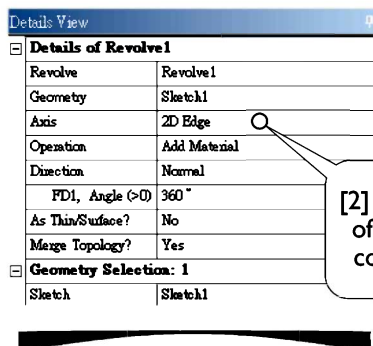 Details View
Details of Revolve1
Revolve Revolve1
Geometry Sketch1
Axis 2D Edge
Operation Add Material
Direction Normal
FD1, Angle (>0) 360°
As Thin/Surface? No
Merge Topology? Yes
Geometry Selection: 1
Sketch Sketch1
[2]
of